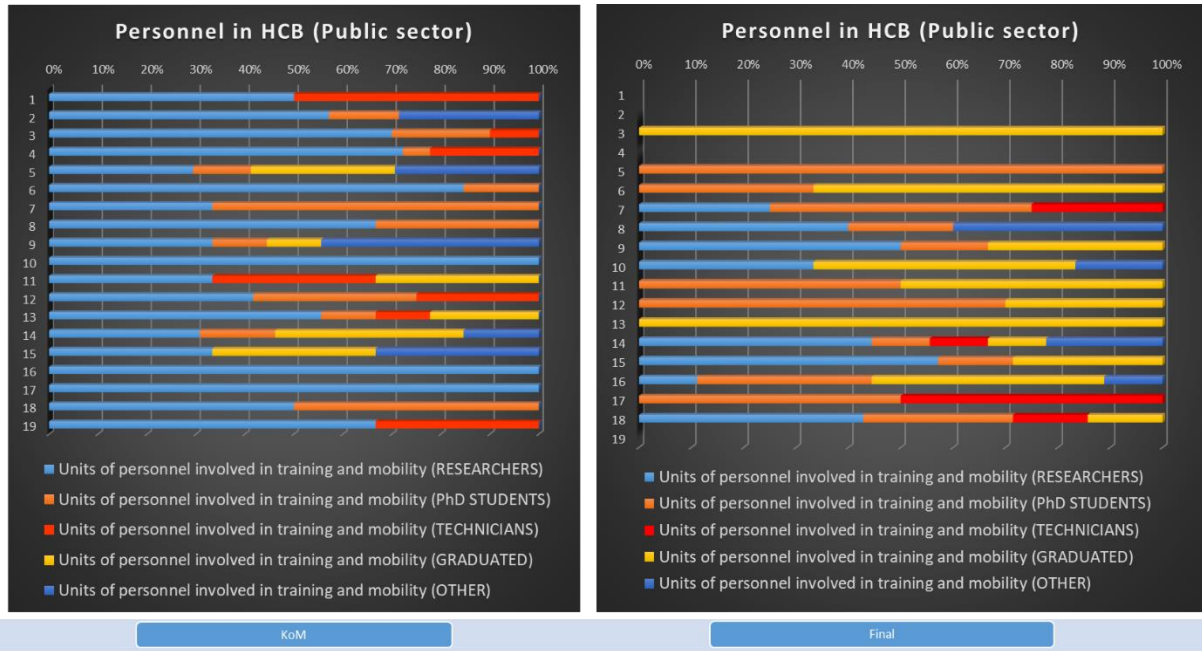 Personnel in HCB (Public sector)
0% 10% 20% 30% 40% 50% 60% 70% 80% 90% 100%
1
2
3
4
5
6
7
8
9
10
11
12
13
14
15
16
17
18
19
Units of personnel involved in training and mobility (RESEARCHERS)
Units of personnel involved in training and mobility (PhD STUDENTS)
Units of personnel involved in training and mobility (TECHNICIANS)
Units of personnel involved in training and mobility (GRADUATED)
Units of personnel involved in training and mobility (OTHER)
KoM
Personnel in HCB (Public sector)
0% 10% 20% 30% 40% 50% 60% 70% 80% 90% 100%
1
2
3
4
5
6
7
8
9
10
11
12
13
14
15
16
17
18
19
Units of personnel involved in training and mobility (RESEARCHERS)
Units of personnel involved in training and mobility (PhD STUDENTS)
Units of personnel involved in training and mobility (TECHNICIANS)
Units of personnel involved in training and mobility (GRADUATED)
Units of personnel involved in training and mobility (OTHER)
Final